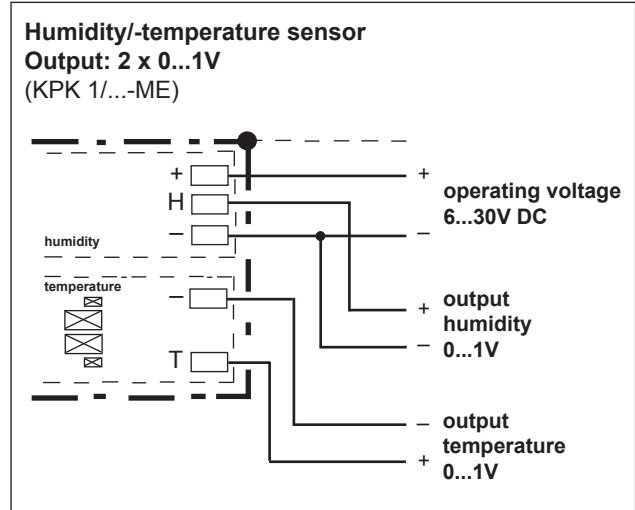 Humidity/-temperature sensor
Output: 2 x 0...1V
(KPK 1/...-ME)
+
H
–
humidity
temperature
–
T
+
operating voltage
6...30V DC
–
+
output
humidity
0...1V
–
–
output
temperature
0...1V
+